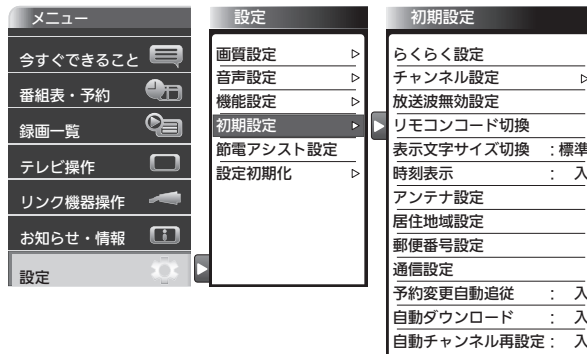 メニュー
今すぐできること
番組表・予約
録画一覧
テレビ操作
リンク機器操作
お知らせ・情報
設定
設定
画質設定
音声設定
機能設定
初期設定
節電アシスト設定
設定初期化
初期設定
らくらく設定
チャンネル設定
放送波無効設定
リモコンコード切換
表示文字サイズ切換 : 標準
時刻表示 : 入
アンテナ設定
居住地域設定
郵便番号設定
通信設定
予約変更自動追従 : 入
自動ダウンロード : 入
自動チャンネル再設定 : 入